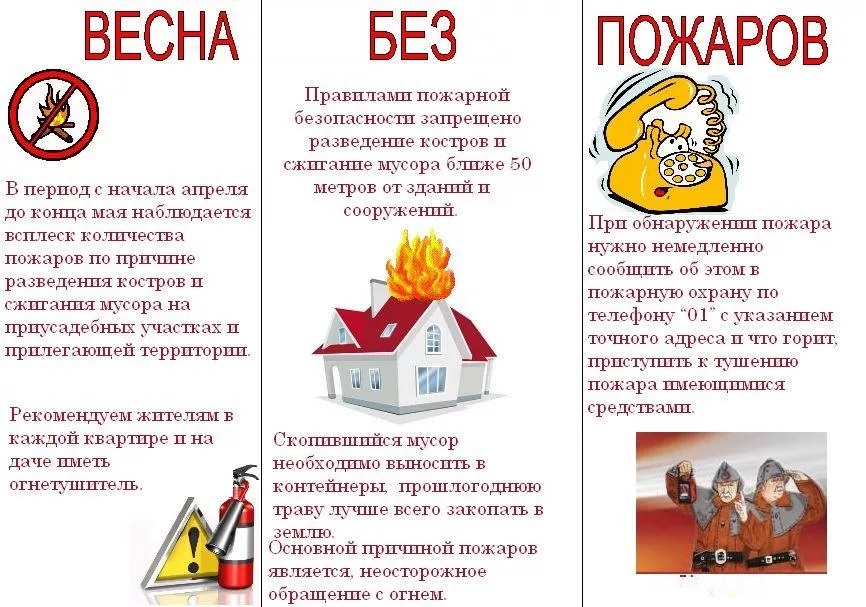 ВЕСНА
В период с начала апреля
до конца мая наблюдается
всплеск количества
пожаров по причине
разведения костров и
сжигания мусора на
приусадебных участках и
прилегающей территории.
Рекомендуем жителям в
каждой квартире и на
даче иметь
огнетушитель.
БЕЗ
Правилами пожарной
безопасности запрещено
разведение костров и
сжигание мусора ближе 50
метров от зданий и
сооружений.
Скопившийся мусор
необходимо выносить в
контейнеры, прошлогоднюю
траву лучше всего закопать в
землю.
Основной причиной пожаров
является, неосторожное
обращение с огнем.
ПОЖАРОВ
При обнаружении пожара
нужно немедленно
сообщить об этом в
пожарную охрану по
телефону “01” с указанием
точного адреса и что горит,
приступить к тушению
пожара имеющимися
средствами.